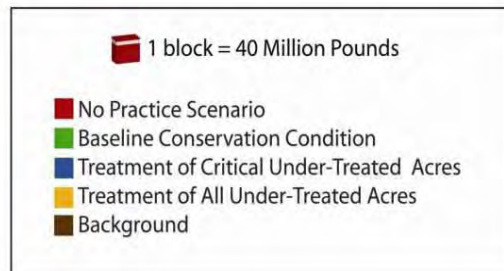 1 block = 40 Million Pounds
No Practice Scenario
Baseline Conservation Condition
Treatment of Critical Under-Treated Acres
Treatment of All Under-Treated Acres
Background